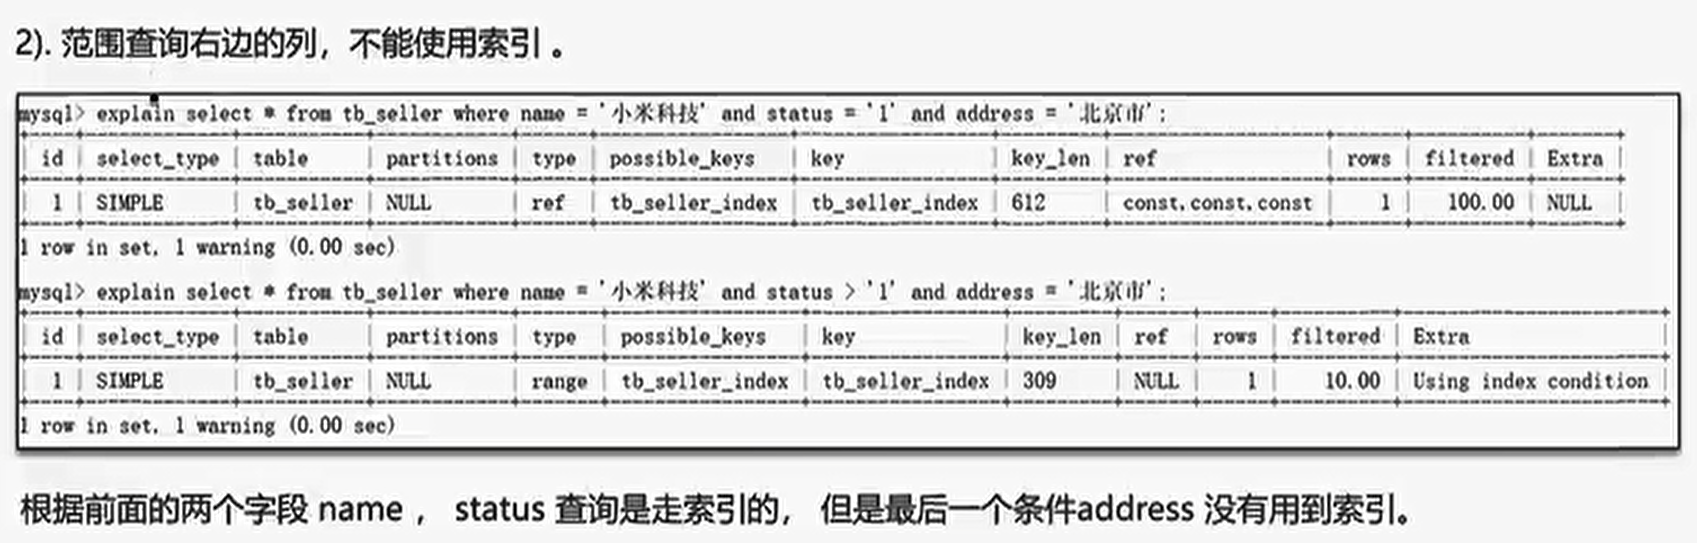 2). 范围查询右边的列，不能使用索引 。
mysql> explain select * from tb_seller where name = '小米科技' and status = '1' and address = '北京市';
| id | select_type | table | partitions | type | possible_keys | key | key_len | ref | rows | filtered | Extra |
| 1 | SIMPLE | tb_seller | NULL | ref | tb_seller_index | tb_seller_index | 612 | const,const,const | 1 | 100.00 | NULL |
1 row in set, 1 warning (0.00 sec)
mysql> explain select * from tb_seller where name = '小米科技' and status > '1' and address = '北京市';
| id | select_type | table | partitions | type | possible_keys | key | key_len | ref | rows | filtered | Extra |
| 1 | SIMPLE | tb_seller | NULL | range | tb_seller_index | tb_seller_index | 309 | NULL | 1 | 10.00 | Using index condition |
1 row in set, 1 warning (0.00 sec)
根据前面的两个字段 name ， status 查询是走索引的， 但是最后一个条件address 没有用到索引。